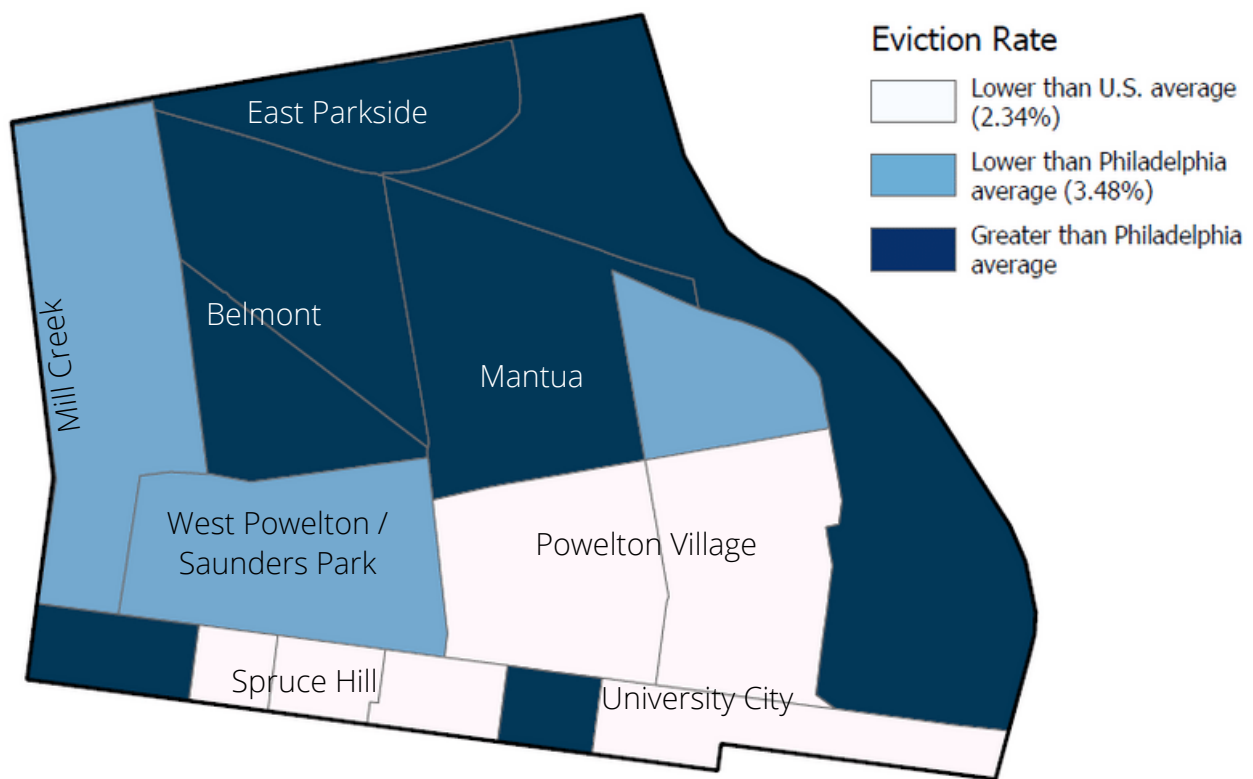 Eviction Rate
Lower than U.S. average
(2.34%)
Lower than Philadelphia
average (3.48%)
Greater than Philadelphia
average
East Parkside
Belmont
Mill Creek
Mantua
West Powelton /
Saunders Park
Powelton Village
Spruce Hill
University City